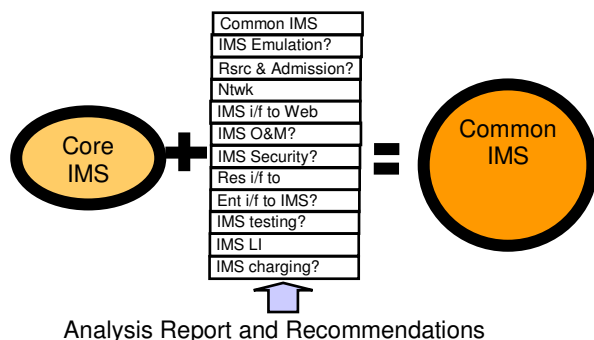 Core
IMS
+
Common IMS
IMS Emulation?
Rsrc & Admission?
Ntwk
IMS i/f to Web
IMS O&M?
IMS Security?
Res i/f to
Ent i/f to IMS?
IMS testing?
IMS LI
IMS charging?
=
Common
IMS
Analysis Report and Recommendations